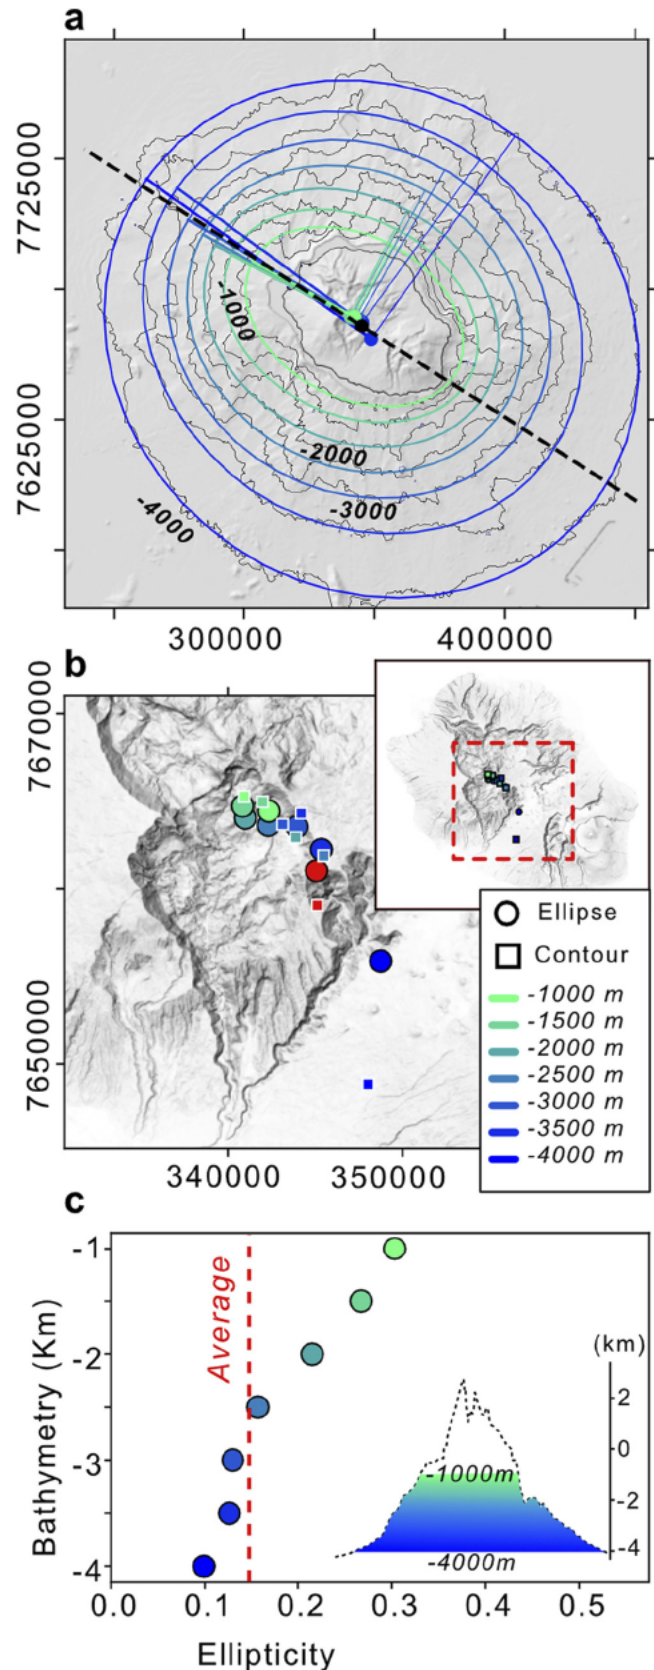 a
7725000
7625000
-1000
-2000
-3000
-4000
300000
400000
b
7670000
7650000
340000
350000
Ellipse
Contour
-1000 m
-1500 m
-2000 m
-2500 m
-3000 m
-3500 m
-4000 m
c
Bathymetry (Km)
-1
-2
-3
-4
Average
(km)
2
0
-2
-4
-1000m
-4000m
0.0 0.1 0.2 0.3 0.4 0.5
Ellipticity